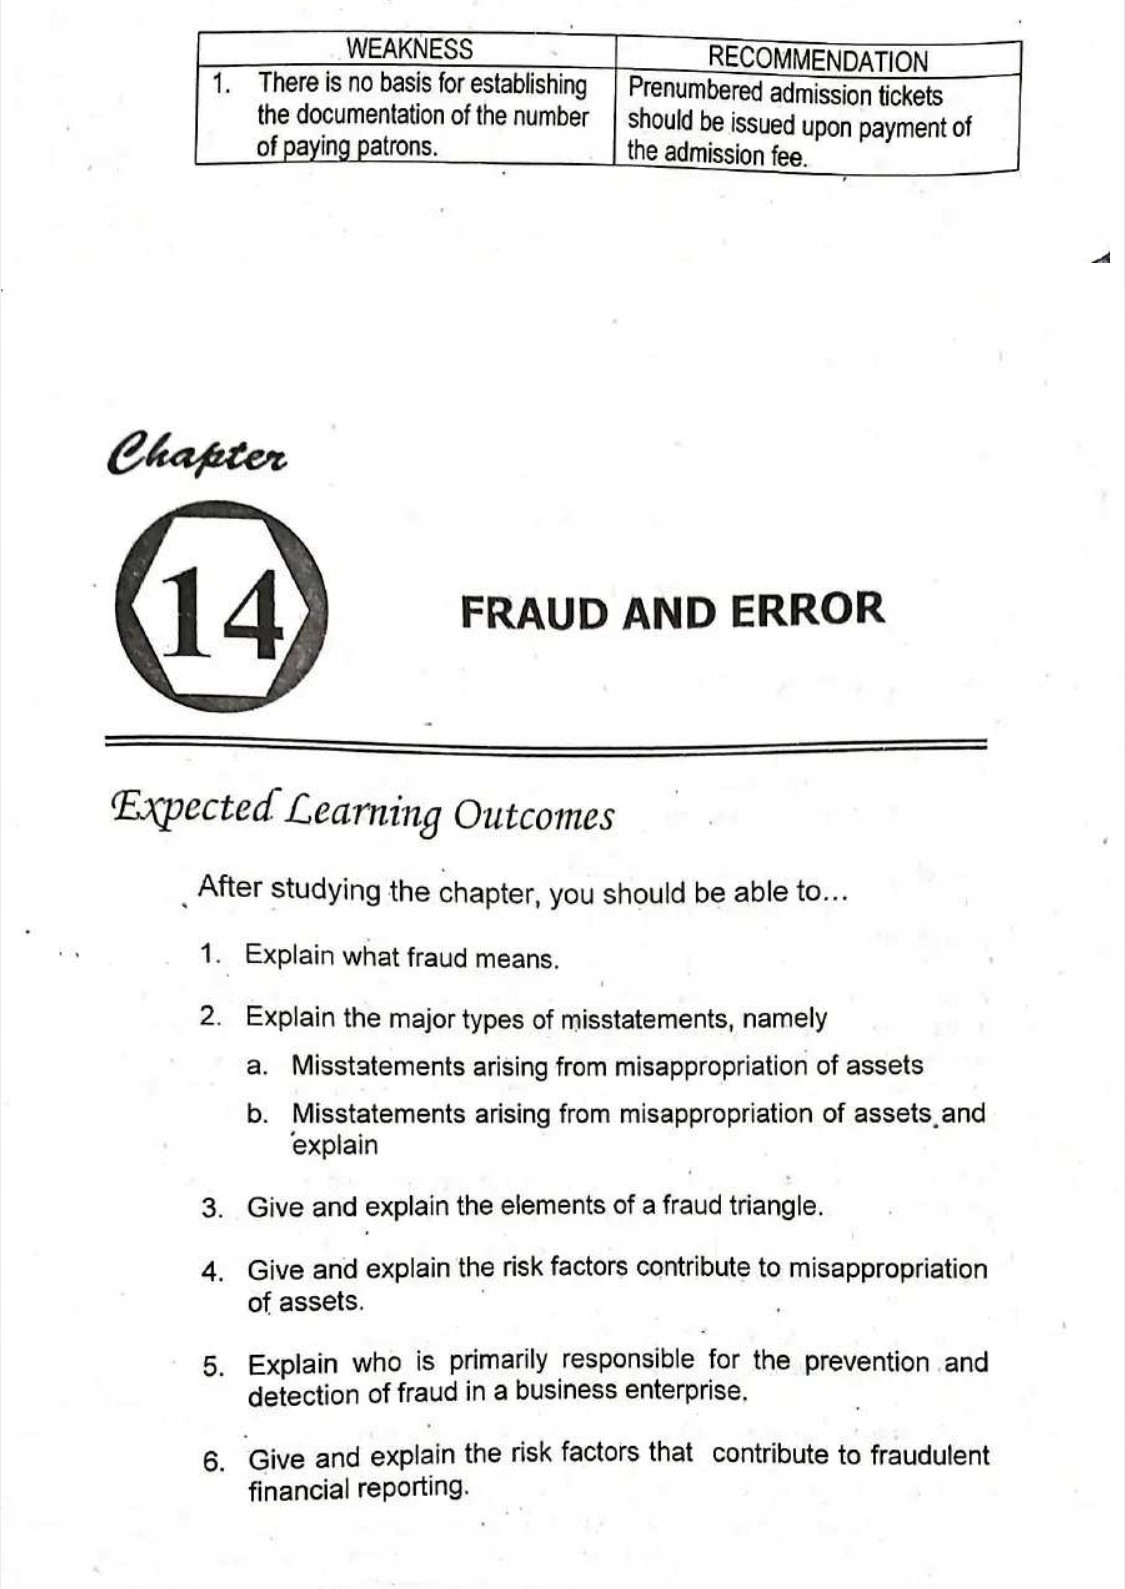 WEAKNESS
RECOMMENDATION
1. There is no basis for establishing
the documentation of the number
of paying patrons.
Prenumbered admission tickets
should be issued upon payment of
the admission fee.
Chapter
14
FRAUD AND ERROR
Expected Learning Outcomes
After studying the chapter, you should be able to...
1. Explain what fraud means.
2. Explain the major types of misstatements, namely
a. Misstatements arising from misappropriation of assets
b. Misstatements arising from misappropriation of assets and
explain
3. Give and explain the elements of a fraud triangle.
4. Give and explain the risk factors contribute to misappropriation
of assets.
5. Explain who is primarily responsible for the prevention and
detection of fraud in a business enterprise.
6. Give and explain the risk factors that contribute to fraudulent
financial reporting.